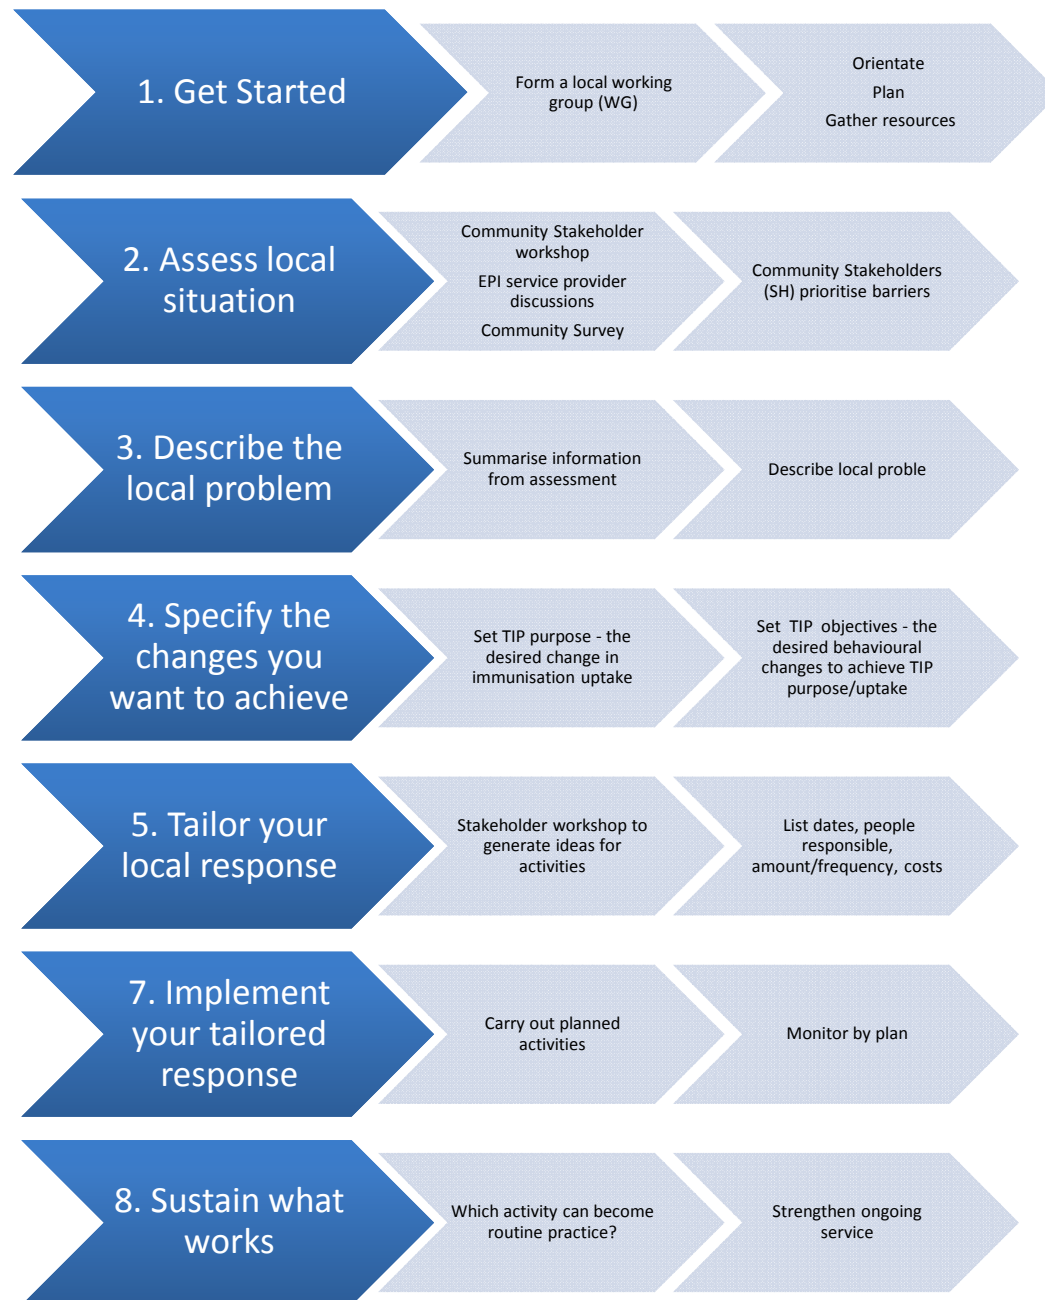 1. Get Started
Form a local working
group (WG)
Orientate
Plan
Gather resources
2. Assess local
situation
Community Stakeholder
workshop
EPI service provider
discussions
Community Survey
Community Stakeholders
(SH) prioritise barriers
3. Describe the
local problem
Summarise information
from assessment
Describe local proble
4. Specify the
changes you
want to achieve
Set TIP purpose - the
desired change in
immunisation uptake
Set TIP objectives - the
desired behavioural
changes to achieve TIP
purpose/uptake
5. Tailor your
local response
Stakeholder workshop to
generate ideas for
activities
List dates, people
responsible,
amount/frequency, costs
7. Implement
your tailored
response
Carry out planned
activities
Monitor by plan
8. Sustain what
works
Which activity can become
routine practice?
Strengthen ongoing
service